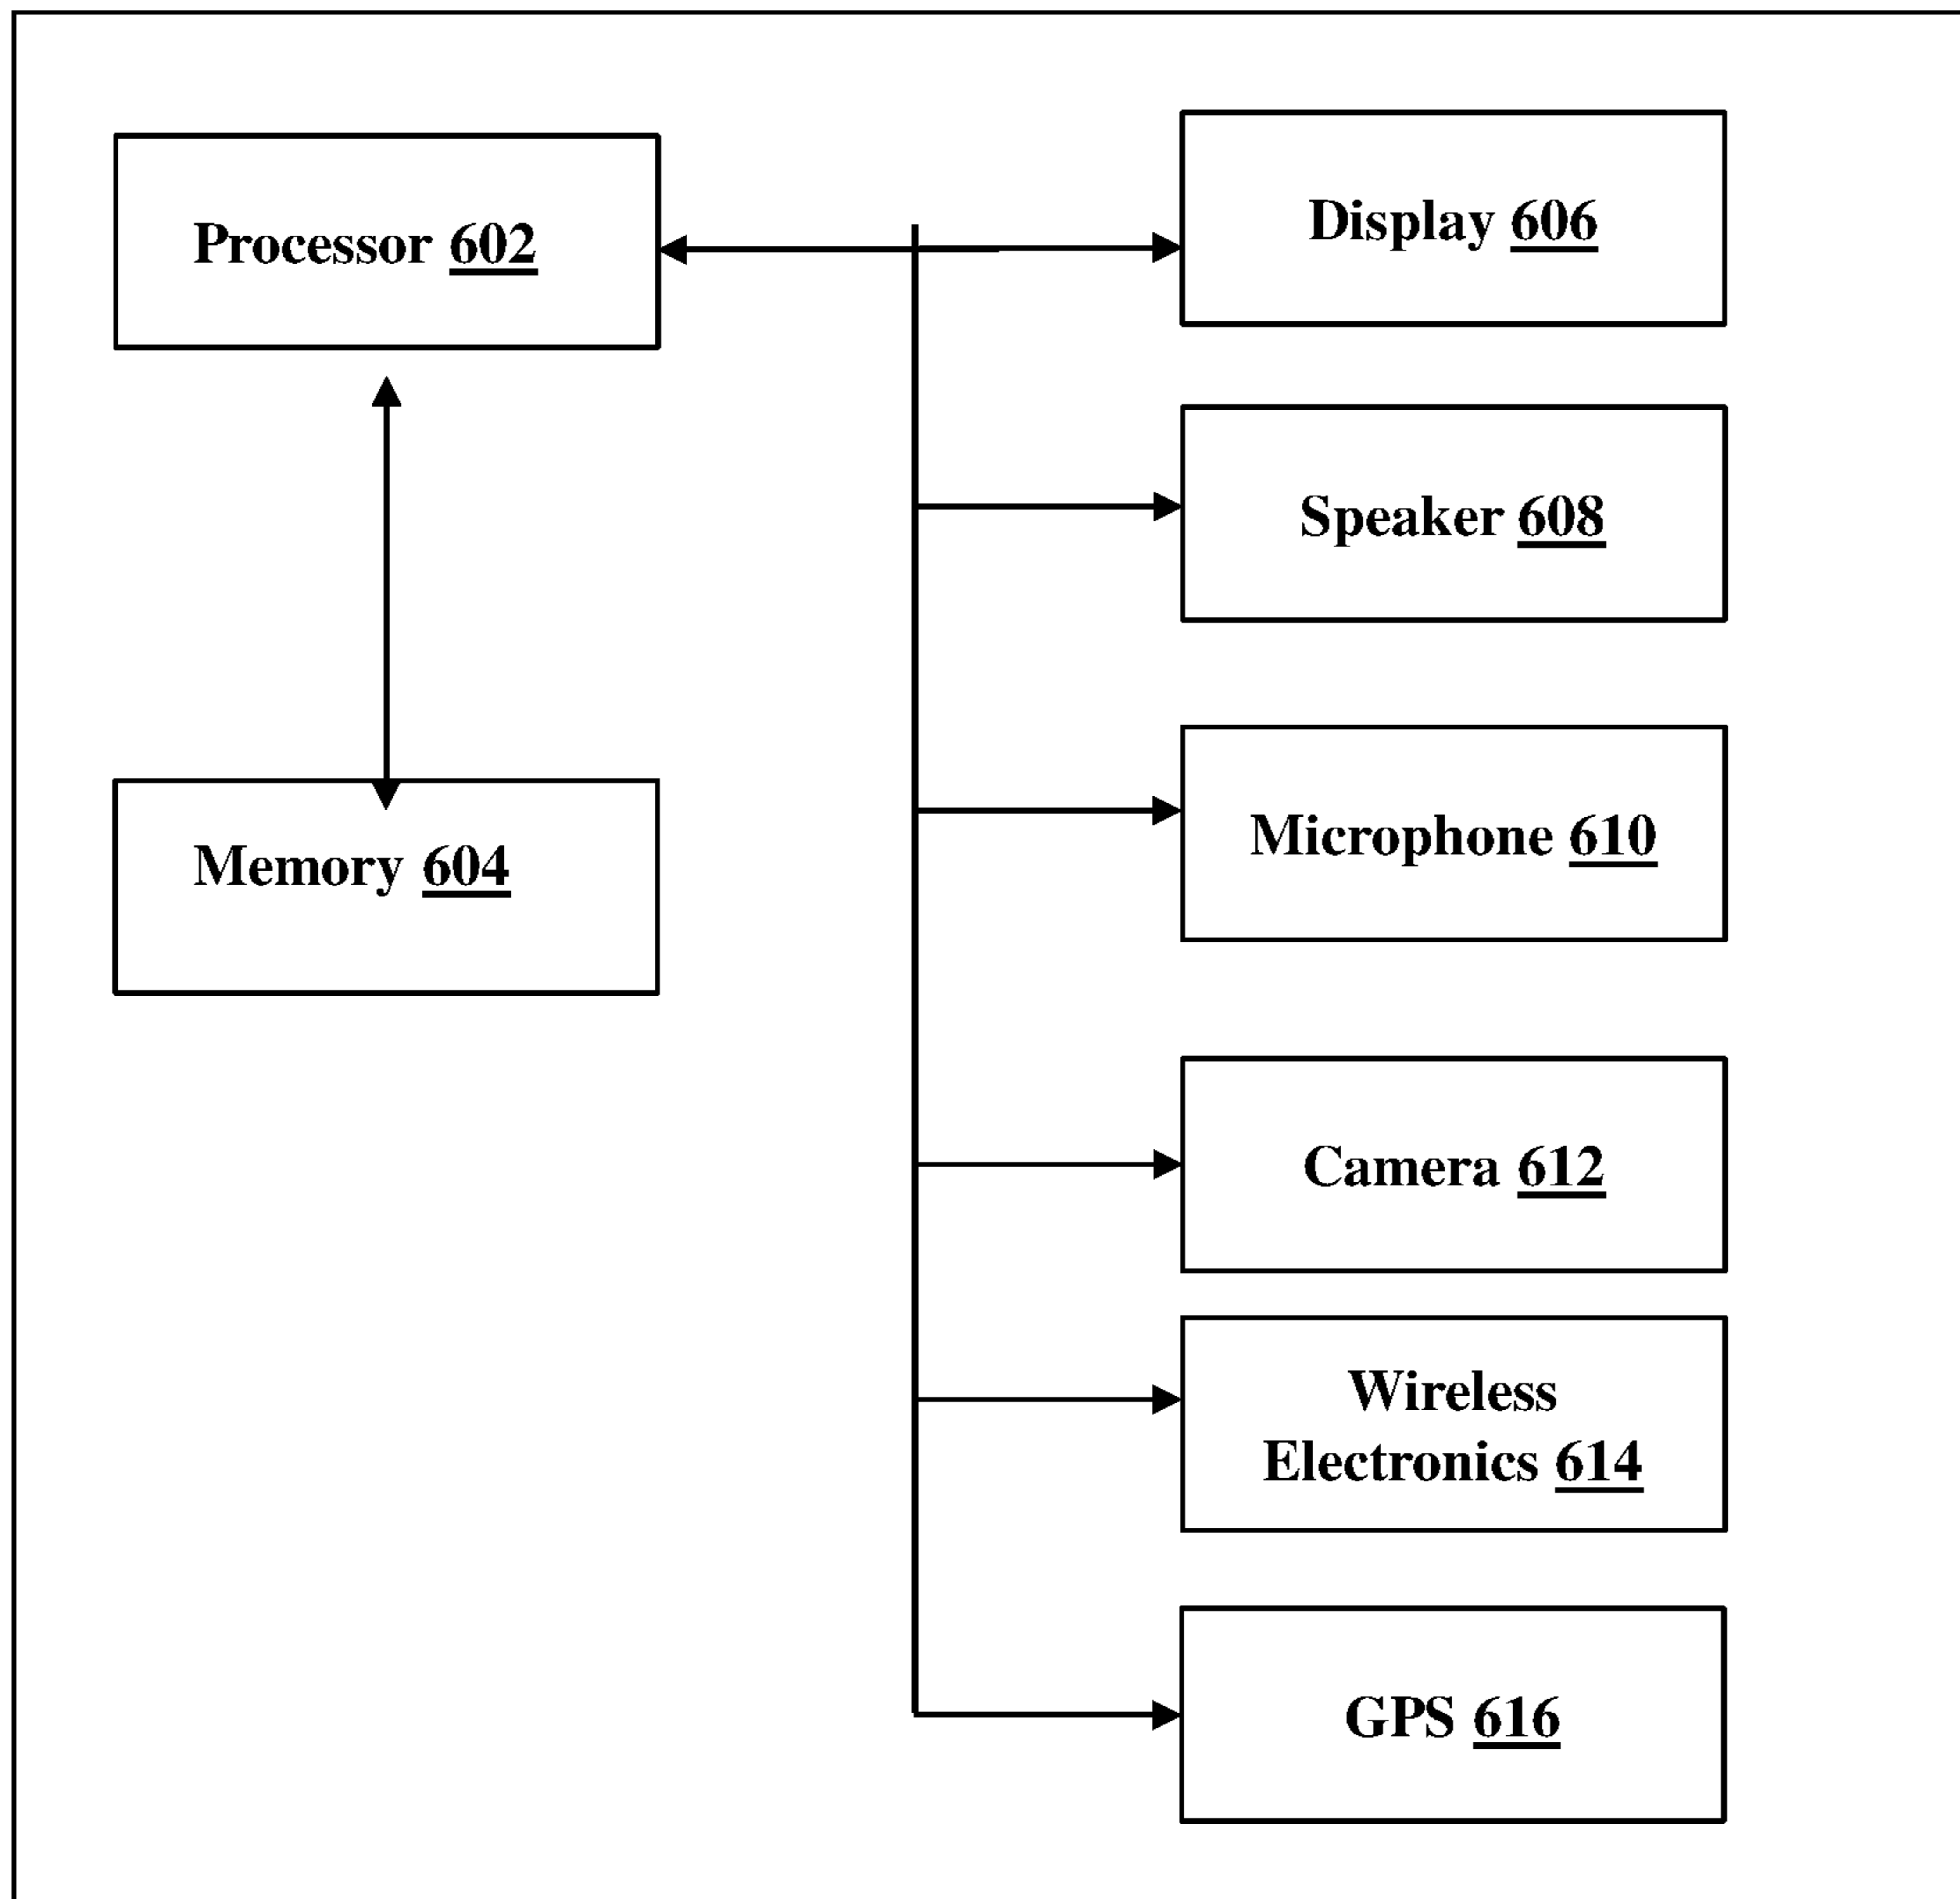 Processor 602
Memory 604
Display 606
Speaker 608
Microphone 610
Camera 612
Wireless
Electronics 614
GPS 616